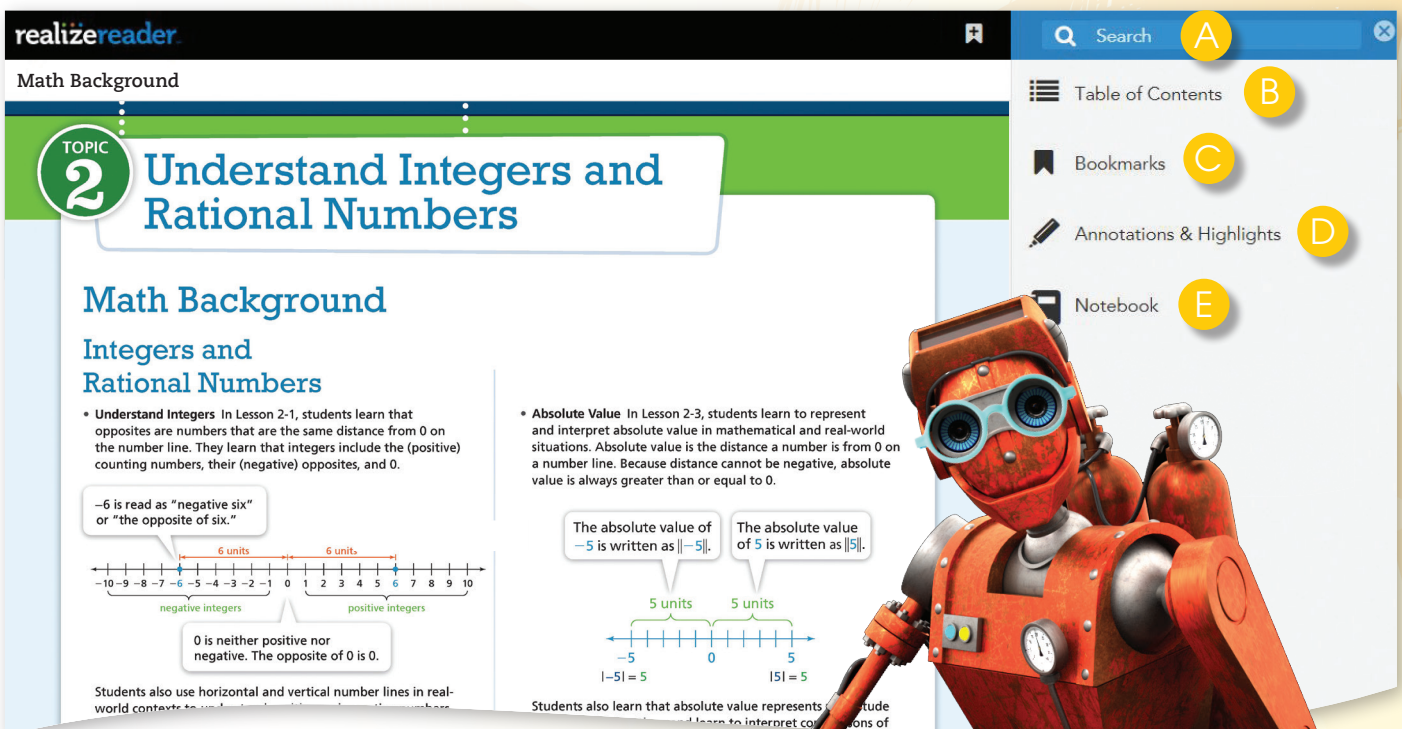 realizereader.
Search
A
Math Background
Table of Contents
B
Bookmarks
C
Annotations & Highlights
D
Notebook
E
TOPIC
2
Understand Integers and
Rational Numbers
Math Background
Integers and
Rational Numbers
• Understand Integers In Lesson 2-1, students learn that
opposites are numbers that are the same distance from 0 on
the number line. They learn that integers include the (positive)
counting numbers, their (negative) opposites, and 0.
−6 is read as “negative six”
or “the opposite of six.”
6 units 6 units
−10 −9 −8 −7 −6 −5 −4 −3 −2 −1 0 1 2 3 4 5 6 7 8 9 10
negative integers positive integers
0 is neither positive nor
negative. The opposite of 0 is 0.
Students also use horizontal and vertical number lines in real-
world contexts to
• Absolute Value In Lesson 2-3, students learn to represent
and interpret absolute value in mathematical and real-world
situations. Absolute value is the distance a number is from 0 on
a number line. Because distance cannot be negative, absolute
value is always greater than or equal to 0.
The absolute value of
−5 is written as ||−5||.
The absolute value
of 5 is written as ||5||.
5 units 5 units
−5 0 5
|−5| = 5 |5| = 5
Students also learn that absolute value represents
learn to interpret of